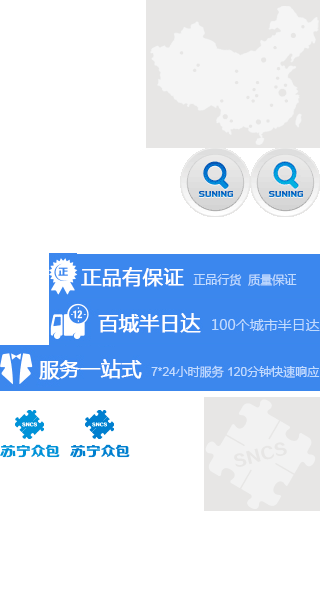 SUNING SUNING
正 正品有保证 正品行货 质量保证
-12- 百城半日达 100个城市半日达
服务一站式 7*24小时服务 120分钟快速响应
SNCS SNCS
苏宁众包 苏宁众包
SNCS